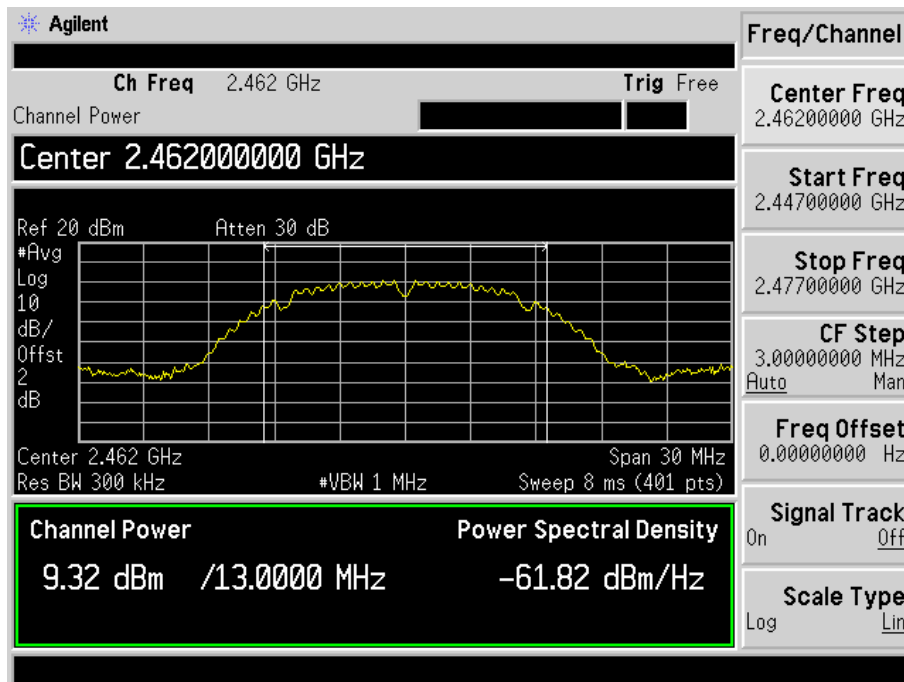 Agilent
Freq/Channel
Ch Freq 2.462 GHz Trig Free
Channel Power
Center 2.462000000 GHz
Ref 20 dBm Atten 30 dB
#Avg
Log
10
dB/
Offst
2
dB
Center 2.462 GHz Span 30 MHz
Res BW 300 kHz #VBW 1 MHz Sweep 8 ms (401 pts)
Channel Power Power Spectral Density
9.32 dBm /13.0000 MHz -61.82 dBm/Hz
Center Freq
2.46200000 GHz
Start Freq
2.44700000 GHz
Stop Freq
2.47700000 GHz
CF Step
3.00000000 MHz
Auto Man
Freq Offset
0.00000000 Hz
Signal Track
On Off
Scale Type
Log Lin